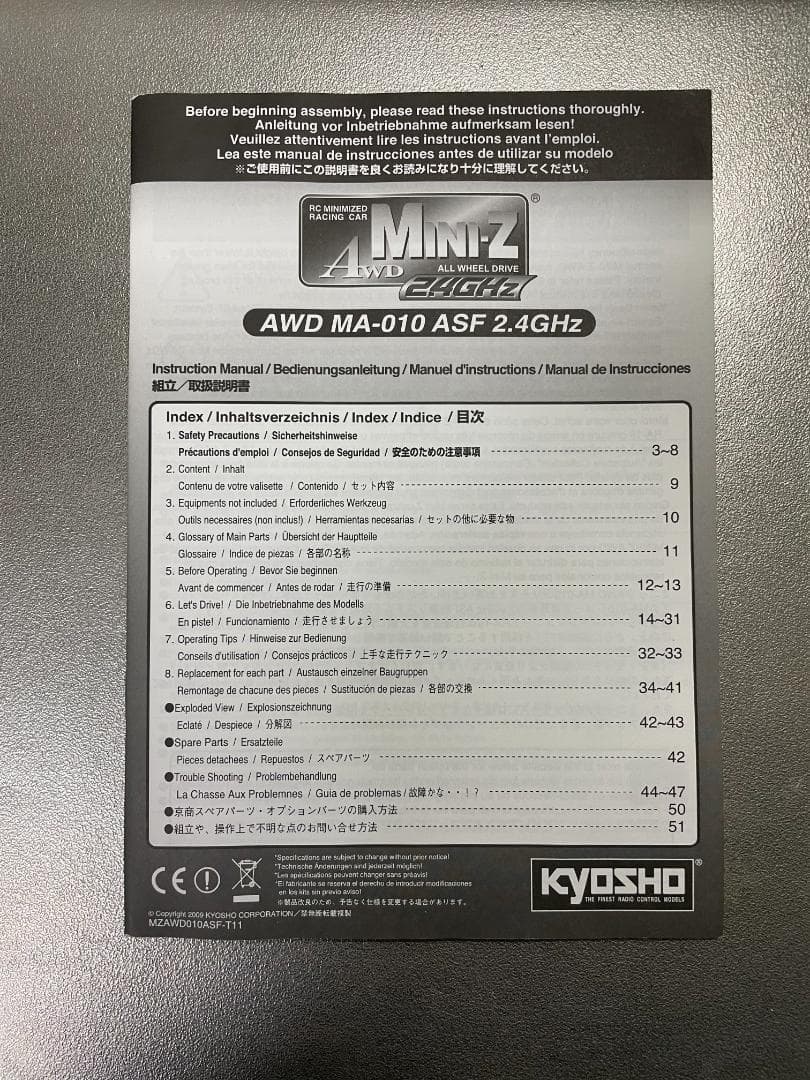 Before beginning assembly, please read these instructions thoroughly.
Anleitung vor Inbetriebnahme aufmerksam lesen!
Veuillez attentivement lire les instructions avant l'emploi.
Lea este manual de instrucciones antes de utilizar su modelo
※ご使用前にこの説明書を良くお読みになり十分に理解してください。
RC MINIMIZED
RACING CAR
MINI-Z ®
AWD
ALL WHEEL DRIVE
2.4GHz
AWD MA-010 ASF 2.4GHz
Instruction Manual / Bedienungsanleitung / Manuel d'instructions / Manual de Instrucciones
組立／取扱説明書
Index / Inhaltsverzeichnis / Index / Indice / 目次
1. Safety Precautions / Sicherheitshinweise
Précautions d'emploi / Consejos de Seguridad / 安全のための注意事項 3~8
2. Content / Inhalt
Contenu de votre valisette / Contenido / セット内容 9
3. Equipments not included / Erforderliches Werkzeug
Outils necessaires (non inclus!) / Herramientas necesarias / セットの他に必要な物 10
4. Glossary of Main Parts / Übersicht der Hauptteile
Glossaire / Indice de piezas / 各部の名称 11
5. Before Operating / Bevor Sie beginnen
Avant de commencer / Antes de rodar / 走行の準備 12~13
6. Let's Drive! / Die Inbetriebnahme des Modells
En piste! / Funcionamiento / 走行させましょう 14~31
7. Operating Tips / Hinweise zur Bedienung
Conseils d'utilisation / Consejos prácticos / 上手な走行テクニック 32~33
8. Replacement for each part / Austausch einzelner Baugruppen
Remontage de chacune des pieces / Sustitución de piezas / 各部の交換 34~41
●Exploded View / Explosionszeichnung
Eclaté / Despiece / 分解図 42~43
●Spare Parts / Ersatzteile
Pieces detachees / Repuestos / スペアパーツ 42
●Trouble Shooting / Problembehandlung
La Chasse Aux Problemnes / Guia de problemas / 故障かな・・！？ 44~47
●京商スペアパーツ・オプションパーツの購入方法 50
●組立や、操作上で不明な点のお問い合せ方法 51
CE
*Specifications are subject to change without prior notice!
*Technische Änderungen sind jederzeit möglich!
*Les spécifications peuvent changer sans préavis!
*El fabricante se reserva el derecho de introducir modificaciones
en los kits sin previo aviso!
※製品改良のため、予告なく仕様を変更する場合があります。
KYOSHO ®
THE FINEST RADIO CONTROL MODELS
© Copyright 2009 KYOSHO CORPORATION／禁無断転載複製
MZAWD010ASF-T11